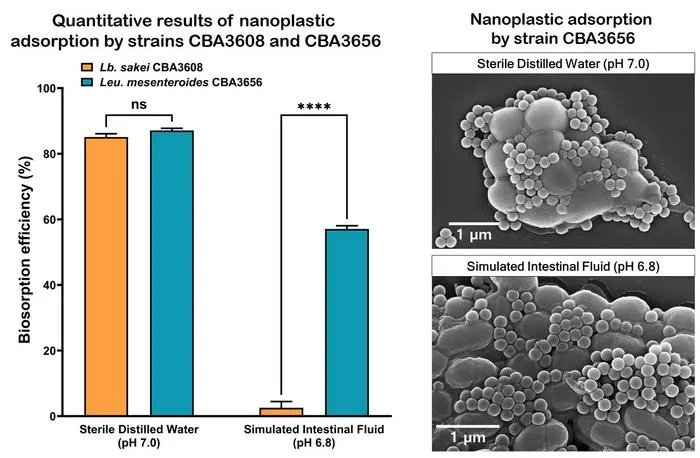 Quantitative results of nanoplastic
adsorption by strains CBA3608 and CBA3656
Lb. sakei CBA3608
Leu. mesenteroides CBA3656
Biosorption efficiency (%)
100
80
60
40
20
0
ns
****
Sterile Distilled Water
(pH 7.0)
Simulated Intestinal Fluid
(pH 6.8)
Nanoplastic adsorption
by strain CBA3656
Sterile Distilled Water (pH 7.0)
1 μm
Simulated Intestinal Fluid (pH 6.8)
1 μm